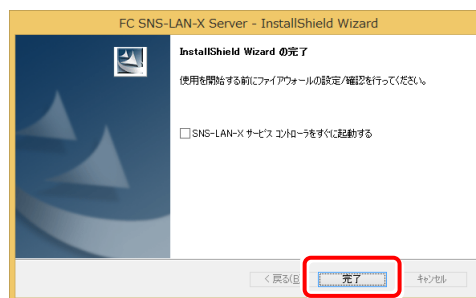 FC SNS-LAN-X Server - InstallShield Wizard
InstallShield Wizard の完了
使用を開始する前にファイアウォールの設定/確認を行ってください。
SNS-LAN-X サービス コントローラをすぐに起動する
< 戻る(B
完了
キャンセル